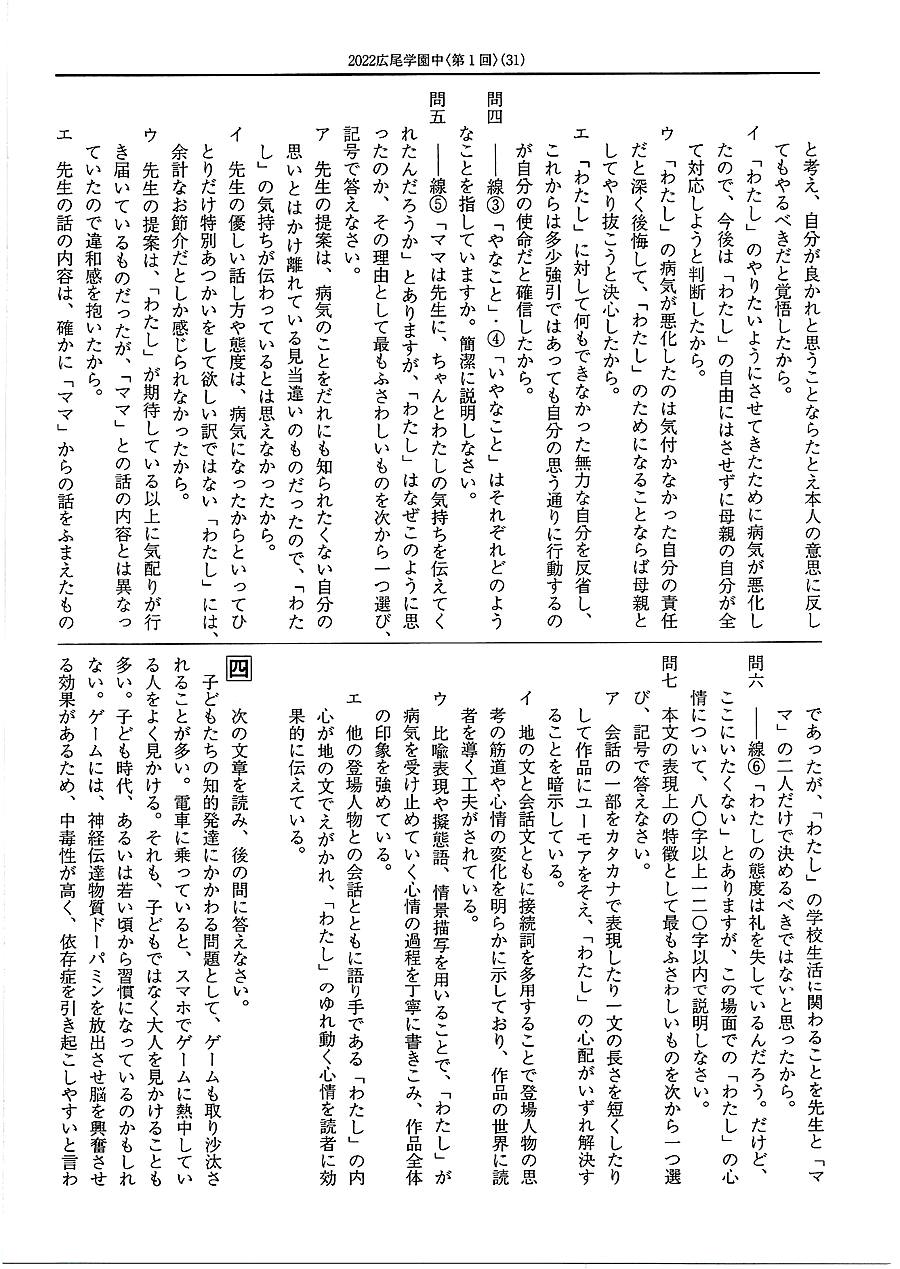 2022広尾学園中〈第1回〉(31)
と考え、自分が良かれと思うことならたとえ本人の意思に反し
てもやるべきだと覚悟したから。
イ　「わたし」のやりたいようにさせてきたために病気が悪化し
たので、今後は「わたし」の自由にはさせずに母親の自分が全
て対応しようと判断したから。
ウ　「わたし」の病気が悪化したのは気付かなかった自分の責任
だと深く後悔して、「わたし」のためになることならば母親と
してやり抜こうと決心したから。
エ　「わたし」に対して何もできなかった無力な自分を反省し、
これからは多少強引ではあっても自分の思う通りに行動するの
が自分の使命だと確信したから。
問四　――線③「やなこと」・④「いやなこと」はそれぞれどのよう
なことを指していますか。簡潔に説明しなさい。
問五　――線⑤「ママは先生に、ちゃんとわたしの気持ちを伝えてく
れたんだろうか」とありますが、「わたし」はなぜこのように思
ったのか、その理由として最もふさわしいものを次から一つ選び、
記号で答えなさい。
ア　先生の提案は、病気のことをだれにも知られたくない自分の
思いとはかけ離れている見当違いのものだったので、「わた
し」の気持ちが伝わっているとは思えなかったから。
イ　先生の優しい話し方や態度は、病気になったからといってひ
とりだけ特別あつかいをして欲しい訳ではない「わたし」には、
余計なお節介だとしか感じられなかったから。
ウ　先生の提案は、「わたし」が期待している以上に気配りが行
き届いているものだったが、「ママ」との話の内容とは異なっ
ていたので違和感を抱いたから。
エ　先生の話の内容は、確かに「ママ」からの話をふまえたもの
であったが、「わたし」の学校生活に関わることを先生と「マ
マ」の二人だけで決めるべきではないと思ったから。
問六　――線⑥「わたしの態度は礼を失しているんだろう。だけど、
ここにいたくない」とありますが、この場面での「わたし」の心
情について、八〇字以上一二〇字以内で説明しなさい。
問七　本文の表現上の特徴として最もふさわしいものを次から一つ選
び、記号で答えなさい。
ア　会話の一部をカタカナで表現したり一文の長さを短くしたり
して作品にユーモアをそえ、「わたし」の心配がいずれ解決す
ることを暗示している。
イ　地の文と会話文ともに接続詞を多用することで登場人物の思
考の筋道や心情の変化を明らかに示しており、作品の世界に読
者を導く工夫がされている。
ウ　比喩表現や擬態語、情景描写を用いることで、「わたし」が
病気を受け止めていく心情の過程を丁寧に書きこみ、作品全体
の印象を強めている。
エ　他の登場人物との会話とともに語り手である「わたし」の内
心が地の文でえがかれ、「わたし」のゆれ動く心情を読者に効
果的に伝えている。
四　次の文章を読み、後の問に答えなさい。
子どもたちの知的発達にかかわる問題として、ゲームも取り沙汰さ
れることが多い。電車に乗っていると、スマホでゲームに熱中してい
る人をよく見かける。それも、子どもではなく大人を見かけることも
多い。子ども時代、あるいは若い頃から習慣になっているのかもしれ
ない。ゲームには、神経伝達物質ドーパミンを放出させ脳を興奮させ
る効果があるため、中毒性が高く、依存症を引き起こしやすいと言わ